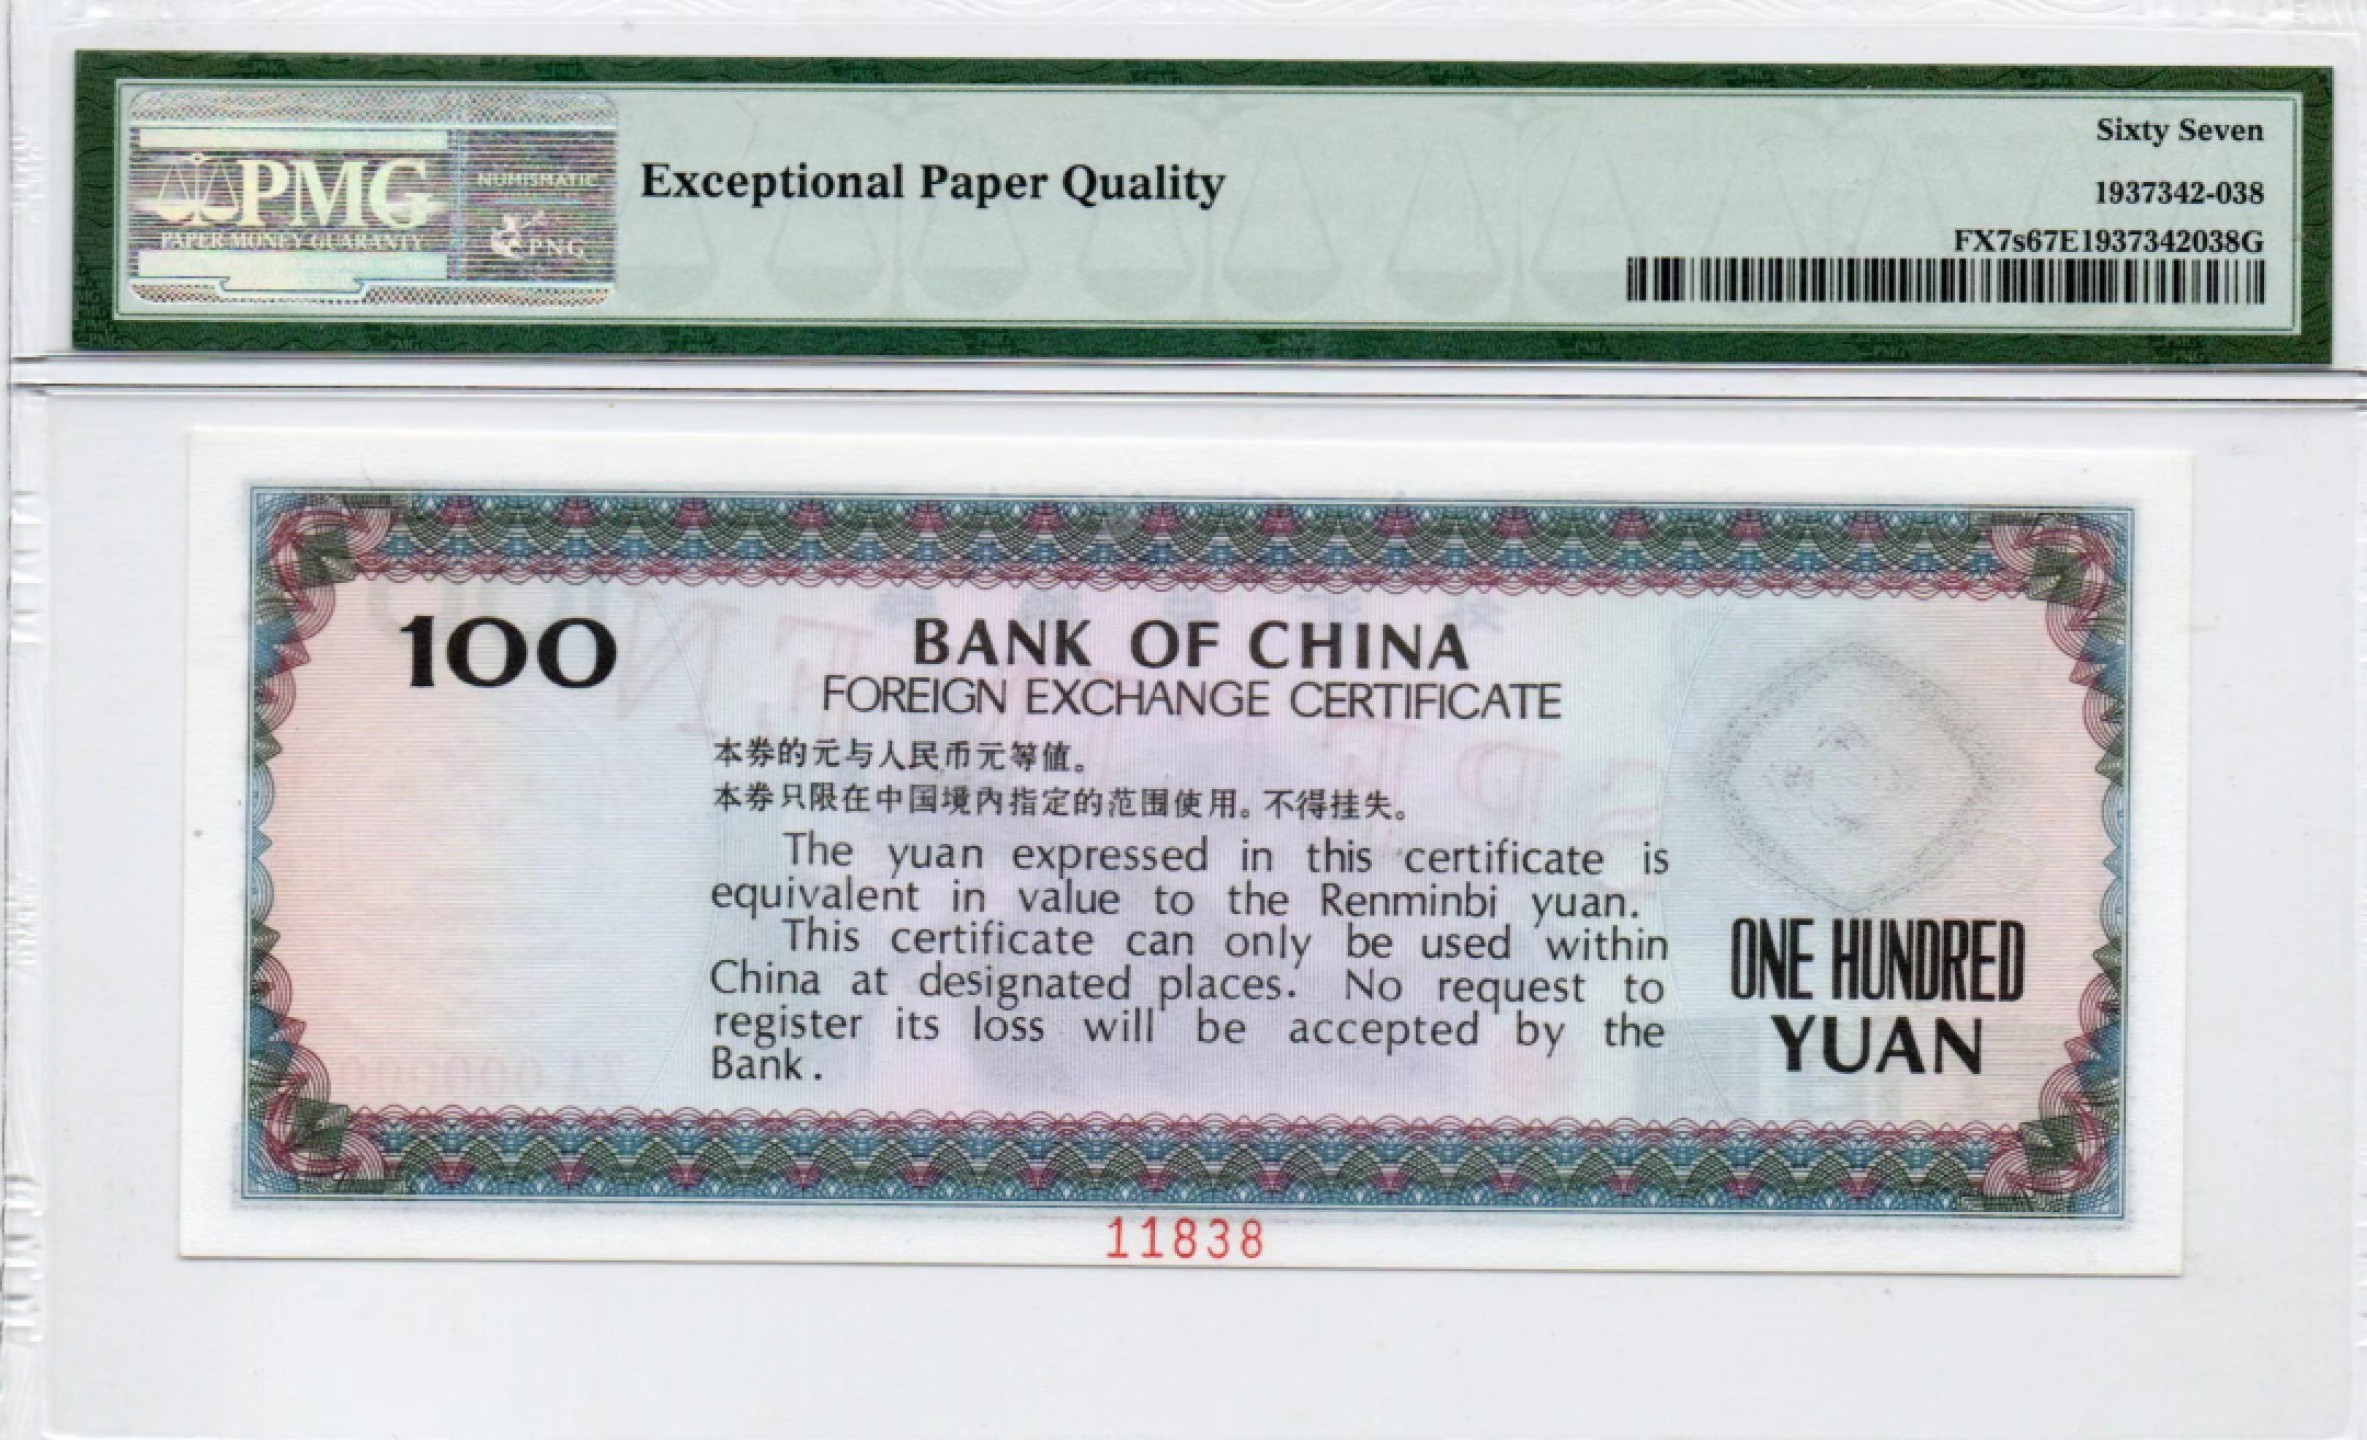 PMG
PAPER MONEY GUARANTY
NUMISMATIC
PNG
Exceptional Paper Quality
Sixty Seven
1937342-038
FX7s67E1937342038G
100
BANK OF CHINA
FOREIGN EXCHANGE CERTIFICATE
本券的元与人民币元等值。
本券只限在中国境内指定的范围使用。不得挂失。
The yuan expressed in this certificate is
equivalent in value to the Renminbi yuan.
This certificate can only be used within
China at designated places. No request to
register its loss will be accepted by the
Bank.
ONE HUNDRED
YUAN
11838